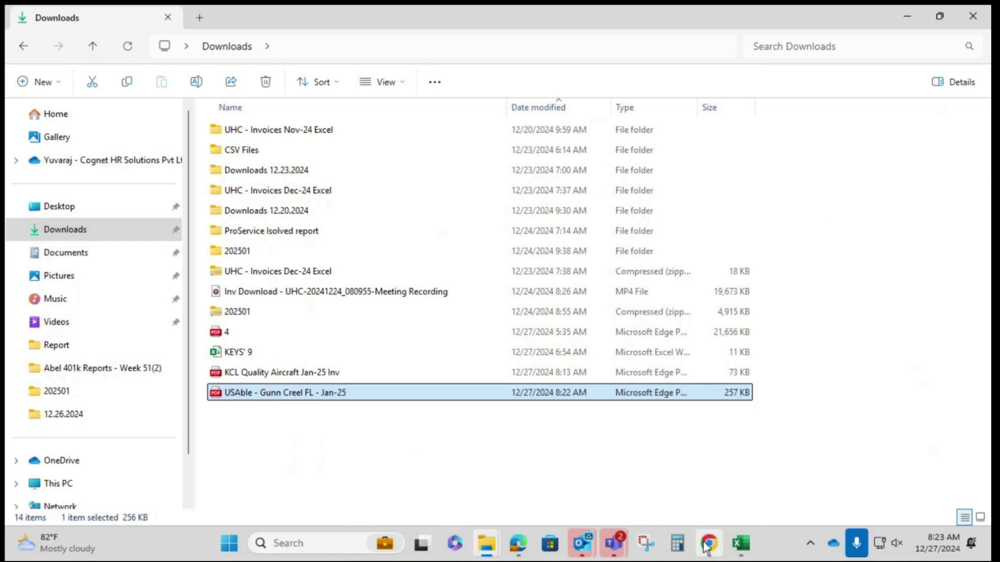 Downloads
Downloads
Search Downloads
New
Sort
View
Details
Name Date modified Type Size
Home
Gallery
Yuvaraj - Cognet HR Solutions Pvt Lt
Desktop
Downloads
Documents
Pictures
Music
Videos
Report
Abel 401k Reports - Week 51(2)
202501
12.26.2024
OneDrive
This PC
Network
UHC - Invoices Nov-24 Excel 12/20/2024 9:59 AM File folder
CSV Files 12/23/2024 6:14 AM File folder
Downloads 12.23.2024 12/23/2024 7:00 AM File folder
UHC - Invoices Dec-24 Excel 12/23/2024 7:37 AM File folder
Downloads 12.20.2024 12/23/2024 9:30 AM File folder
ProService Isolved report 12/24/2024 7:14 AM File folder
202501 12/24/2024 9:38 AM File folder
UHC - Invoices Dec-24 Excel 12/23/2024 7:38 AM Compressed (zipp... 18 KB
Inv Download - UHC-20241224_080955-Meeting Recording 12/24/2024 8:26 AM MP4 File 19,673 KB
202501 12/24/2024 8:55 AM Compressed (zipp... 4,915 KB
PDF 4 12/27/2024 5:35 AM Microsoft Edge P... 21,656 KB
KEYS' 9 12/27/2024 6:54 AM Microsoft Excel W... 11 KB
PDF KCL Quality Aircraft Jan-25 Inv 12/27/2024 8:13 AM Microsoft Edge P... 73 KB
PDF USAble - Gunn Creel FL - Jan-25 12/27/2024 8:22 AM Microsoft Edge P... 257 KB
14 items 1 item selected 256 KB
82°F
Mostly cloudy
Search
2
8:23 AM
12/27/2024